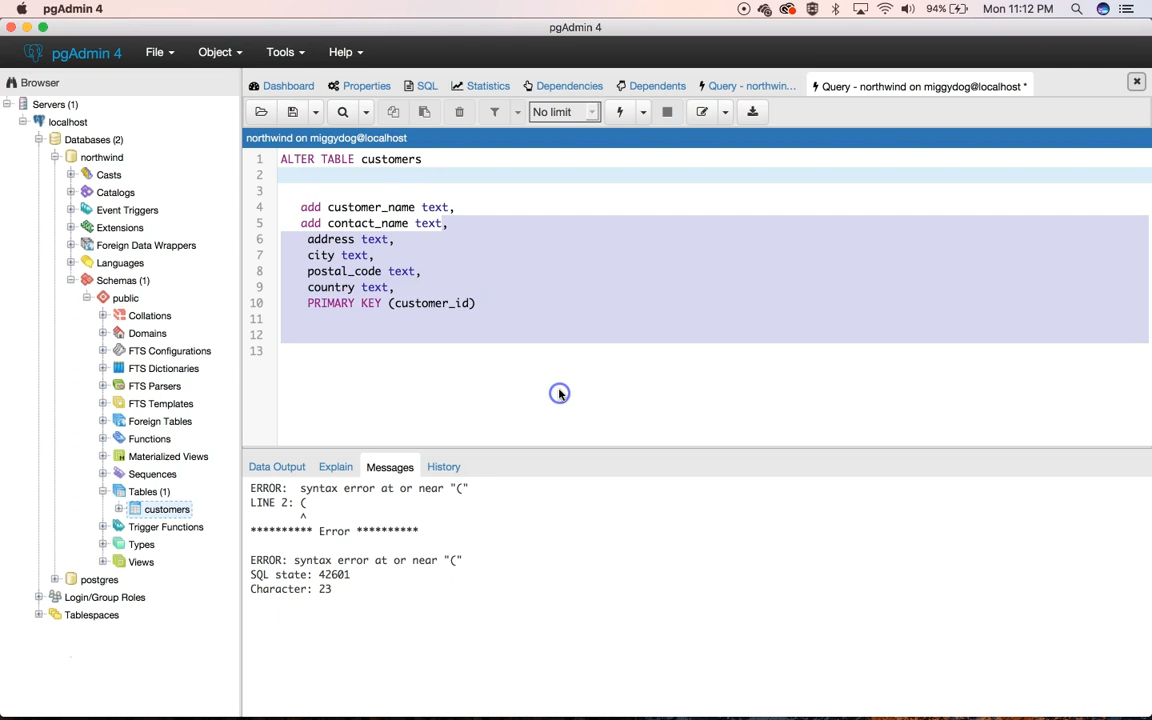 pgAdmin 4
94%
Mon 11:12 PM
pgAdmin 4
pgAdmin 4
File
Object
Tools
Help
Browser
Dashboard
Properties
SQL
Statistics
Dependencies
Dependents
Query - northwin...
Query - northwind on miggydog@localhost *
No limit
northwind on miggydog@localhost
Servers (1)
localhost
Databases (2)
northwind
Casts
Catalogs
Event Triggers
Extensions
Foreign Data Wrappers
Languages
Schemas (1)
public
Collations
Domains
FTS Configurations
FTS Dictionaries
FTS Parsers
FTS Templates
Foreign Tables
Functions
Materialized Views
Sequences
Tables (1)
customers
Trigger Functions
Types
Views
postgres
Login/Group Roles
Tablespaces
1 ALTER TABLE customers
2
3
4 add customer_name text,
5 add contact_name text,
6 address text,
7 city text,
8 postal_code text,
9 country text,
10 PRIMARY KEY (customer_id)
11
12
13
Data Output
Explain
Messages
History
ERROR: syntax error at or near "("
LINE 2: (
^
********** Error **********
ERROR: syntax error at or near "("
SQL state: 42601
Character: 23